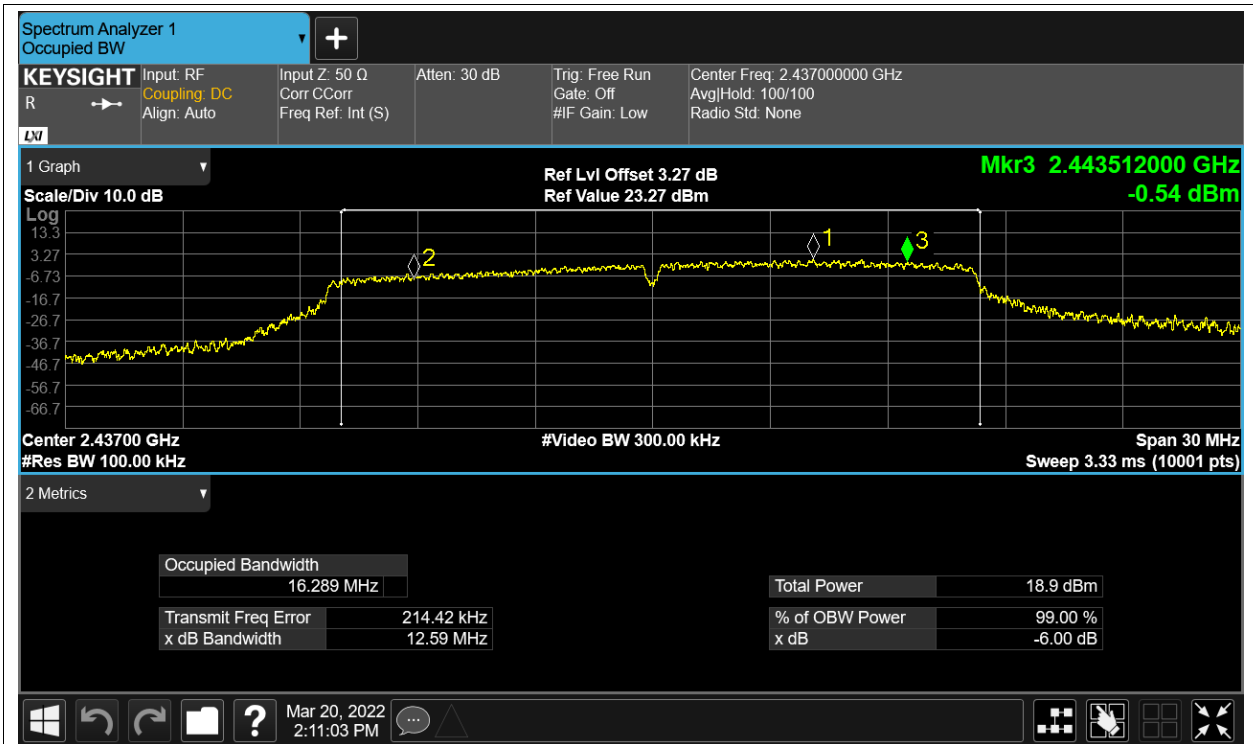 Spectrum Analyzer 1
Occupied BW
▼
+
KEYSIGHT Input: RF Input Z: 50 Ω Atten: 30 dB Trig: Free Run Center Freq: 2.437000000 GHz
R Coupling: DC Corr CCorr Gate: Off Avg|Hold: 100/100
Align: Auto Freq Ref: Int (S) #IF Gain: Low Radio Std: None
LXI
1 Graph ▼ Ref Lvl Offset 3.27 dB Mkr3 2.443512000 GHz
Scale/Div 10.0 dB Ref Value 23.27 dBm -0.54 dBm
Log
13.3
3.27
-6.73
-16.7
-26.7
-36.7
-46.7
-56.7
-66.7
2
1
3
Center 2.43700 GHz #Video BW 300.00 kHz Span 30 MHz
#Res BW 100.00 kHz Sweep 3.33 ms (10001 pts)
2 Metrics ▼
Occupied Bandwidth
16.289 MHz Total Power 18.9 dBm
Transmit Freq Error 214.42 kHz % of OBW Power 99.00 %
x dB Bandwidth 12.59 MHz x dB -6.00 dB
? Mar 20, 2022
2:11:03 PM